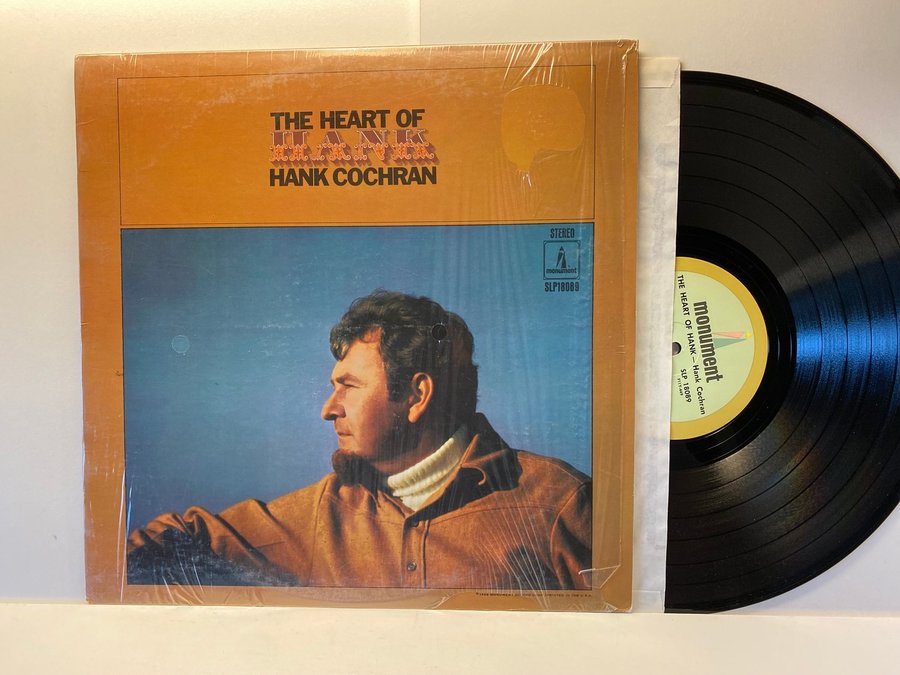 THE HEART OF
HANK
HANK COCHRAN
STEREO
monument
SLP18089
monument
THE HEART OF HANK — Hank Cochran
SLP 18089